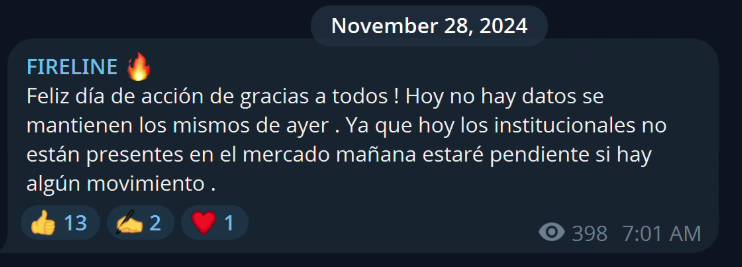 November 28, 2024
FIRELINE 🔥
Feliz día de acción de gracias a todos ! Hoy no hay datos se
mantienen los mismos de ayer . Ya que hoy los institucionales no
están presentes en el mercado mañana estaré pendiente si hay
algún movimiento .
👍 13 ✍️ 2 ❤️ 1 398 7:01 AM